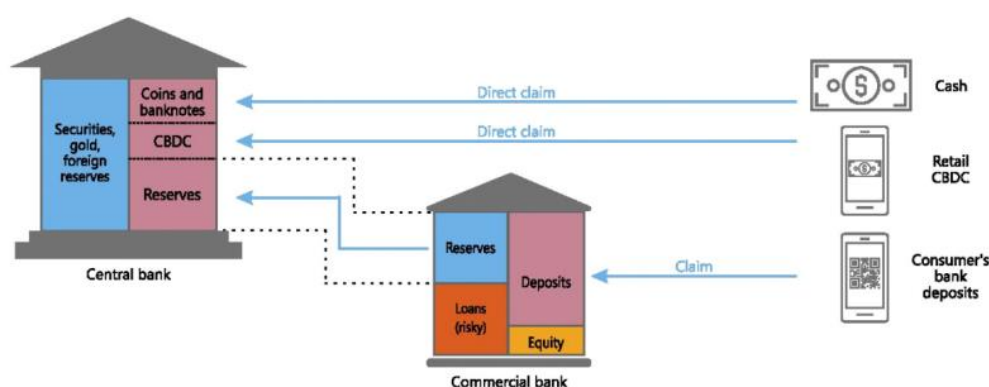 Coins and
banknotes
Securities,
gold,
foreign
reserves
CBDC
Reserves
Central bank
Direct claim
Cash
Direct claim
Retail
CBDC
Reserves
Deposits
Loans
(risky)
Equity
Commercial bank
Claim
Consumer's
bank
deposits